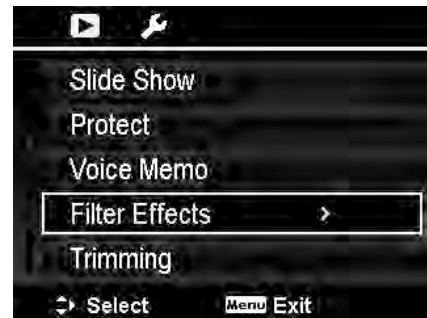 Slide Show
Protect
Voice Memo
Filter Effects
Trimming
Select Menu Exit